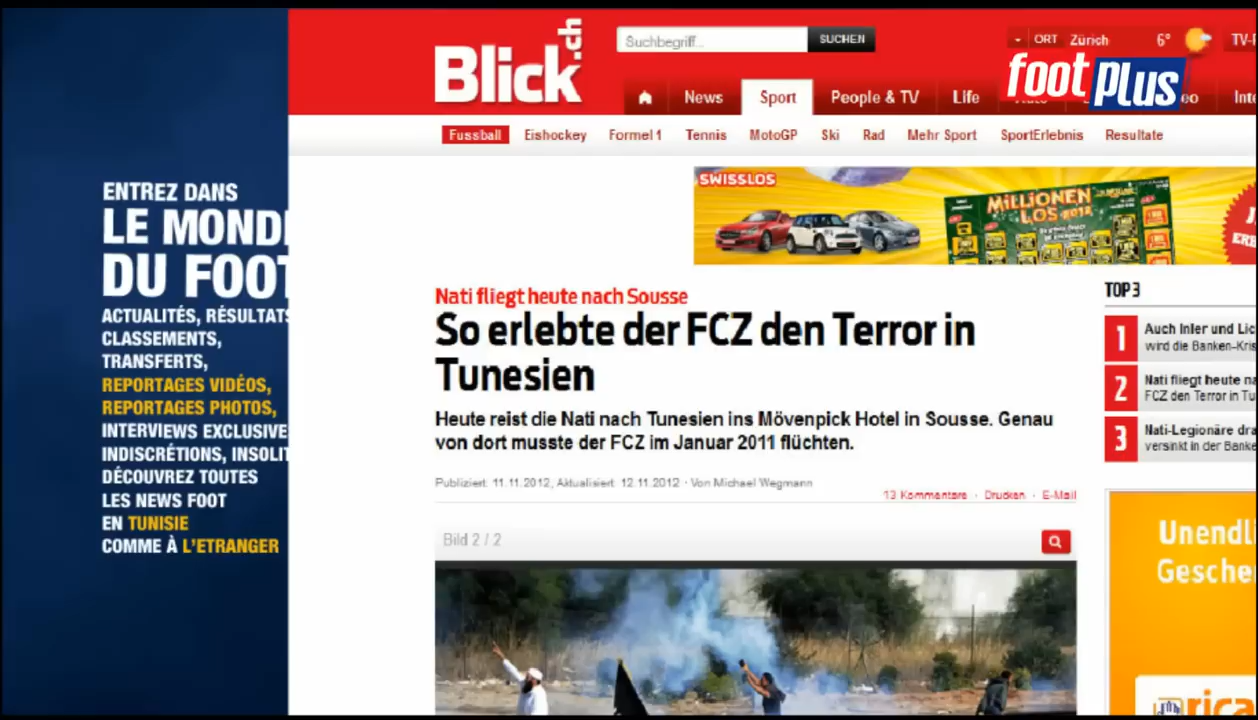 Blick.ch
Suchbegriff...
SUCHEN
ORT Zürich 6°
foot PLUS
News Sport People & TV Life
Fussball Eishockey Formel 1 Tennis MotoGP Ski Rad Mehr Sport SportErlebnis Resultate
ENTREZ DANS
LE MOND
DU FOOT
ACTUALITÉS, RÉSULTATS
CLASSEMENTS,
TRANSFERTS,
REPORTAGES VIDÉOS,
REPORTAGES PHOTOS,
INTERVIEWS EXCLUSIVE
INDISCRÉTIONS, INSOLIT
DÉCOUVREZ TOUTES
LES NEWS FOOT
EN TUNISIE
COMME À L'ETRANGER
SWISSLOS
MILLIONEN
LOS 2012
Nati fliegt heute nach Sousse
So erlebte der FCZ den Terror in
Tunesien
Heute reist die Nati nach Tunesien ins Mövenpick Hotel in Sousse. Genau
von dort musste der FCZ im Januar 2011 flüchten.
Publiziert: 11.11.2012, Aktualisiert: 12.11.2012 · Von Michael Wegmann
13 Kommentare · Drucken · E-Mail
Bild 2 / 2
TOP 3
1 Auch Inler und Lic
wird die Banken-Kris
2 Nati fliegt heute na
FCZ den Terror in Tu
3 Nati-Legionäre dra
versinkt in der Banke
Unendli
Gesche
rica